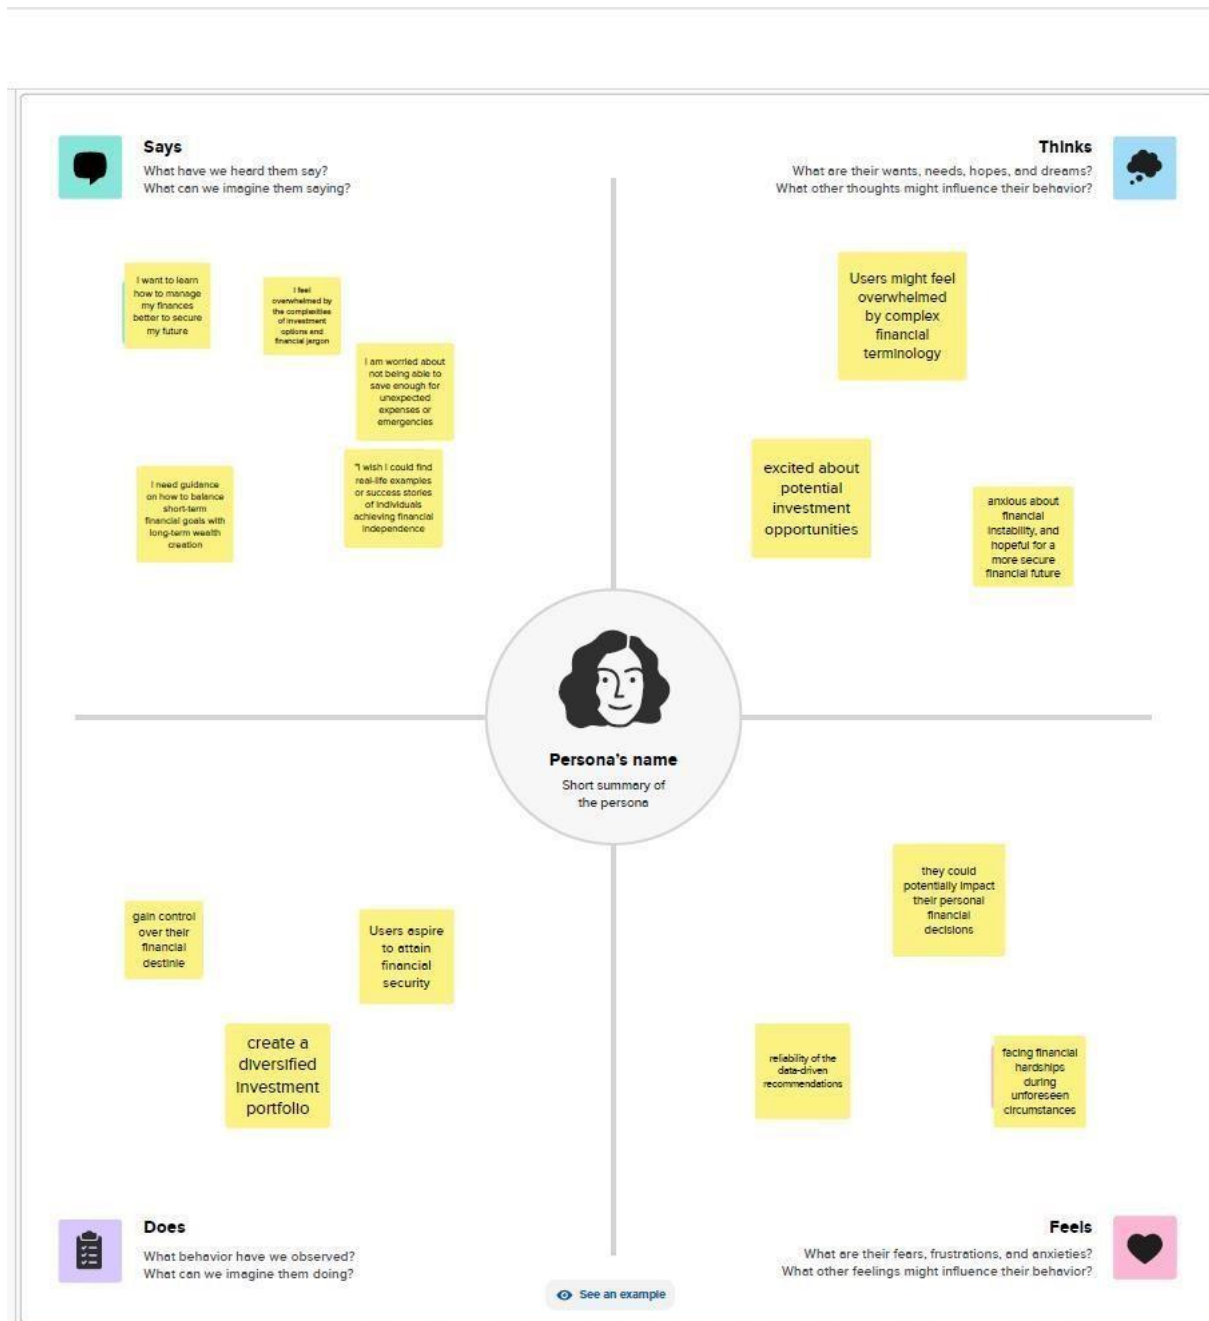 Says
What have we heard them say?
What can we imagine them saying?
Thinks
What are their wants, needs, hopes, and dreams?
What other thoughts might influence their behavior?
I want to learn
how to manage
my finances
better to secure
my future
I feel
overwhelmed by
the complexities
of investment
options and
financial jargon
I am worried about
not being able to
save enough for
unexpected
expenses or
emergencies
I need guidance
on how to balance
short-term
financial goals with
long-term wealth
creation
"I wish I could find
real-life examples
or success stories
of individuals
achieving financial
independence
Users might feel
overwhelmed
by complex
financial
terminology
excited about
potential
investment
opportunities
anxious about
financial
instability, and
hopeful for a
more secure
financial future
Persona's name
Short summary of
the persona
gain control
over their
financial
destinie
Users aspire
to attain
financial
security
create a
diversified
investment
portfolio
they could
potentially impact
their personal
financial
decisions
reliability of the
data-driven
recommendations
facing financial
hardships
during
unforeseen
circumstances
Does
What behavior have we observed?
What can we imagine them doing?
Feels
What are their fears, frustrations, and anxieties?
What other feelings might influence their behavior?
See an example